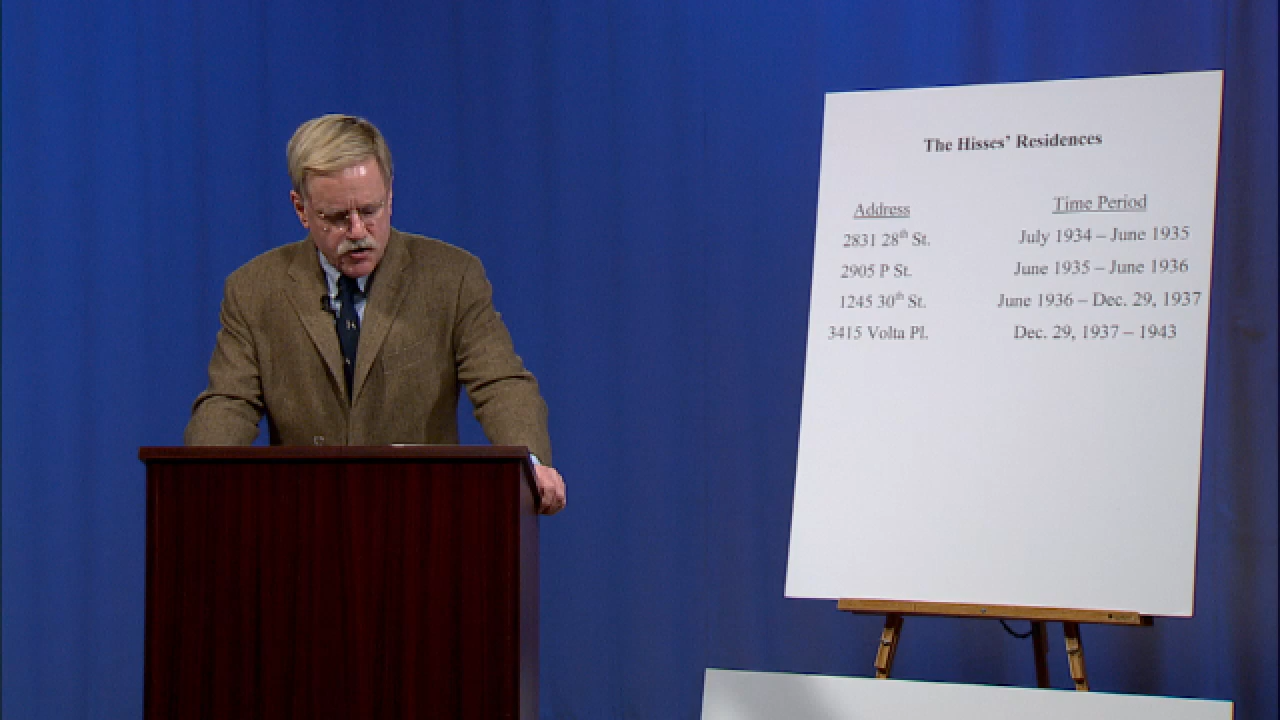 The Hisses’ Residences
Address Time Period
2831 28th St. July 1934 – June 1935
2905 P St. June 1935 – June 1936
1245 30th St. June 1936 – Dec. 29, 1937
3415 Volta Pl. Dec. 29, 1937 – 1943